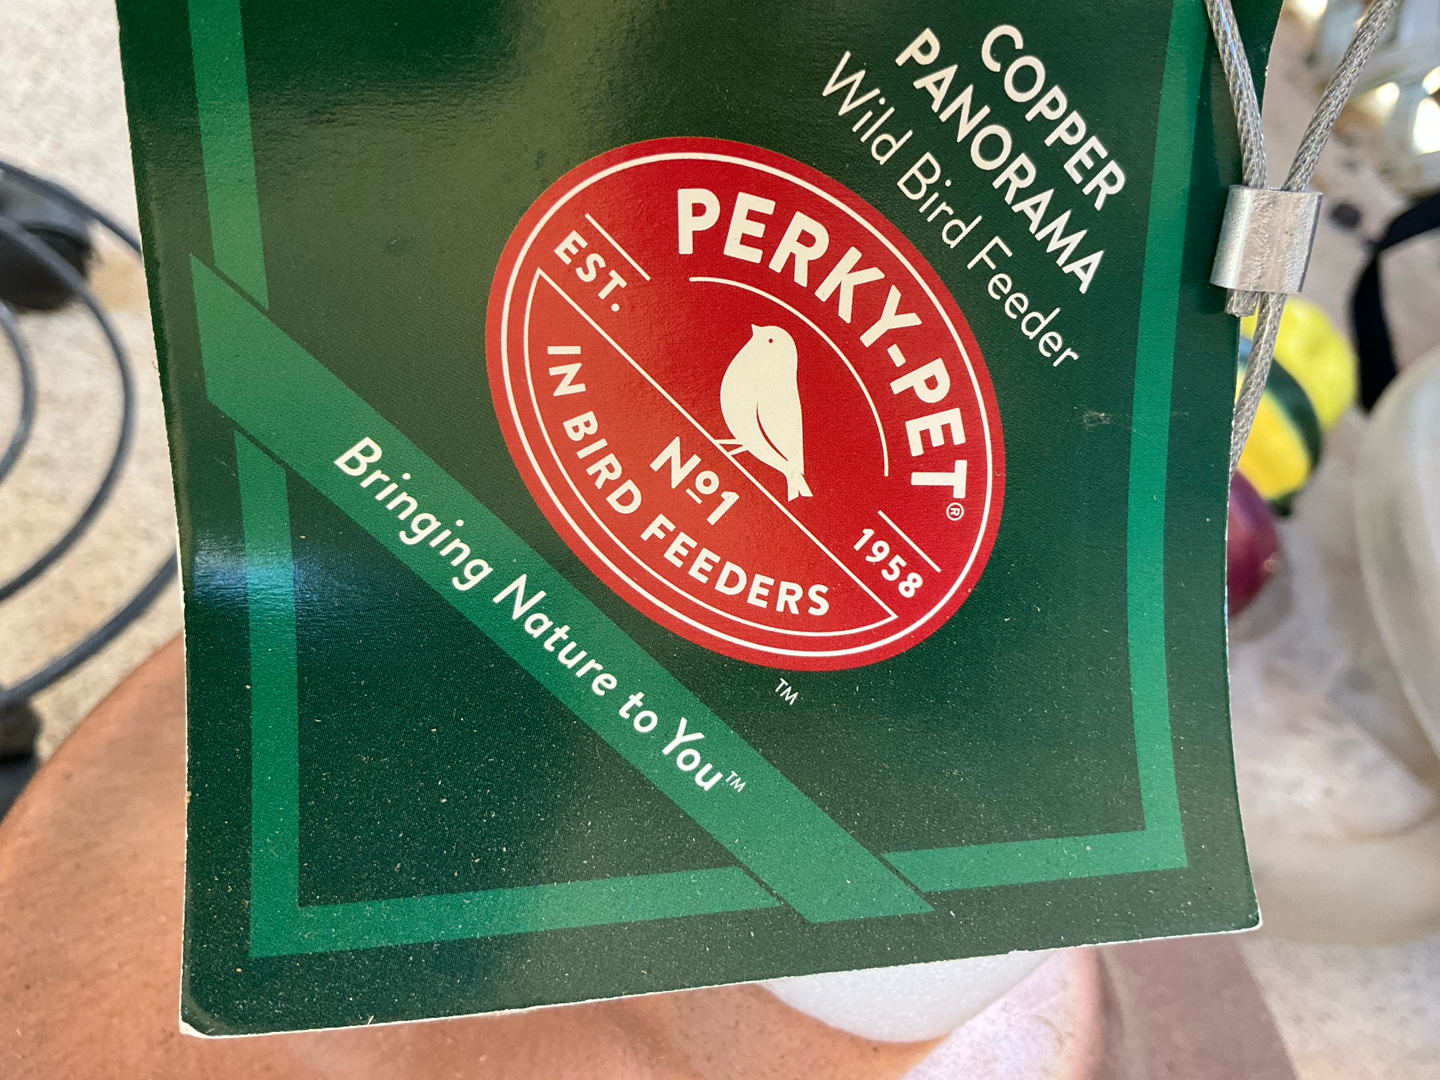 COPPER
PANORAMA
Wild Bird Feeder
PERKY-PET®
EST.
1958
Nº1
IN BIRD FEEDERS
TM
Bringing Nature to You™